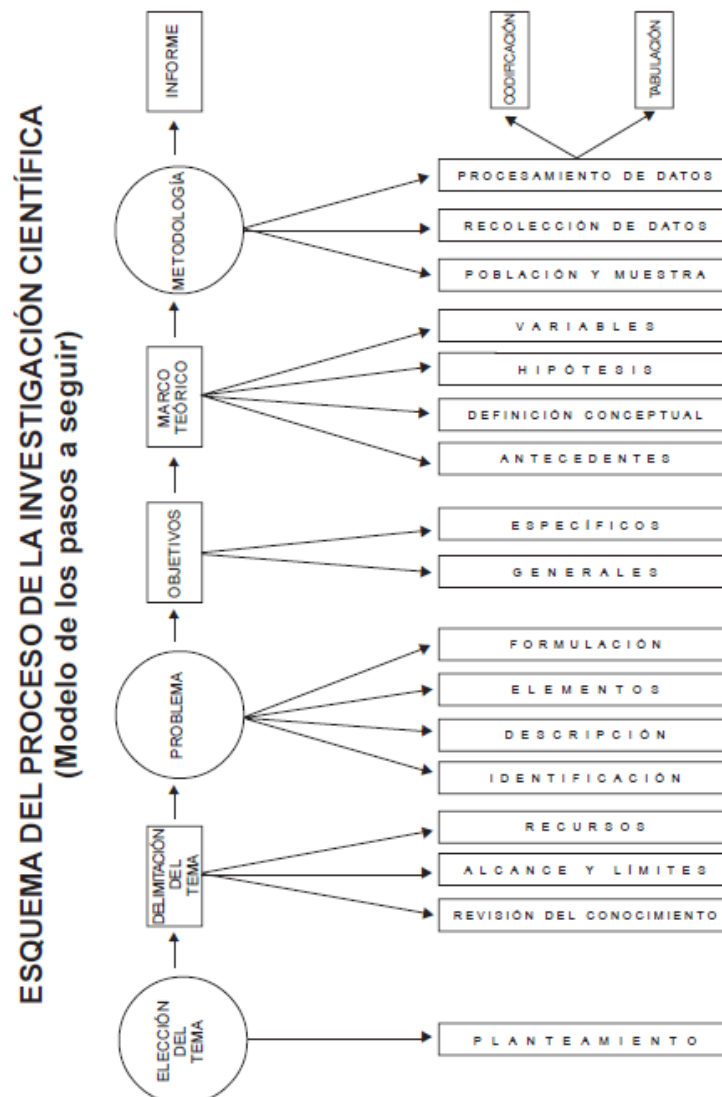 ESQUEMA DEL PROCESO DE LA INVESTIGACIÓN CIENTÍFICA
(Modelo de los pasos a seguir)
ELECCIÓN
DEL
TEMA
DELIMITACIÓN
DEL
TEMA
PROBLEMA
OBJETIVOS
MARCO
TEÓRICO
METODOLOGÍA
INFORME
PLANTEAMIENTO
REVISIÓN DEL CONOCIMIENTO
ALCANCE Y LÍMITES
RECURSOS
IDENTIFICACIÓN
DESCRIPCIÓN
ELEMENTOS
FORMULACIÓN
GENERALES
ESPECÍFICOS
ANTECEDENTES
DEFINICIÓN CONCEPTUAL
HIPÓTESIS
VARIABLES
POBLACIÓN Y MUESTRA
RECOLECCIÓN DE DATOS
PROCESAMIENTO DE DATOS
CODIFICACIÓN
TABULACIÓN